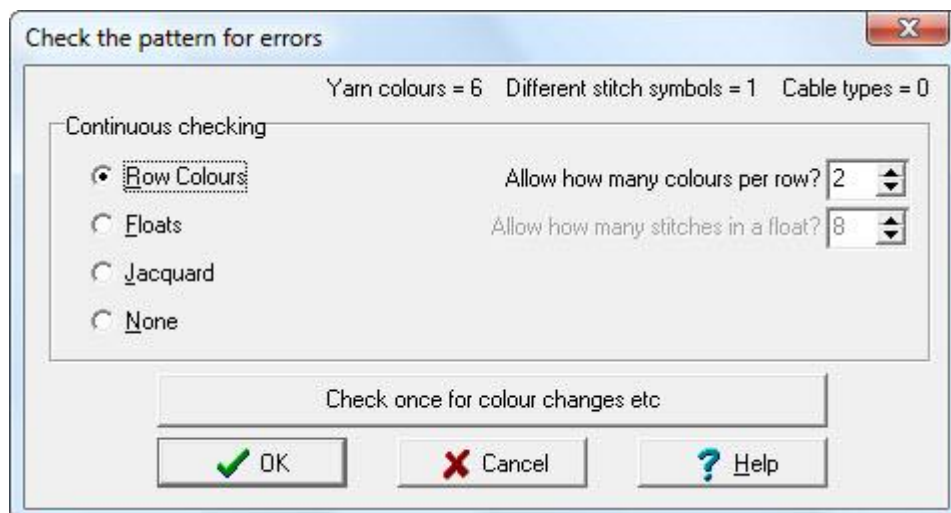 Check the pattern for errors
Yarn colours = 6 Different stitch symbols = 1 Cable types = 0
Continuous checking
Row Colours
Allow how many colours per row? 2
Floats
Allow how many stitches in a float? 8
Jacquard
None
Check once for colour changes etc
OK
Cancel
? Help